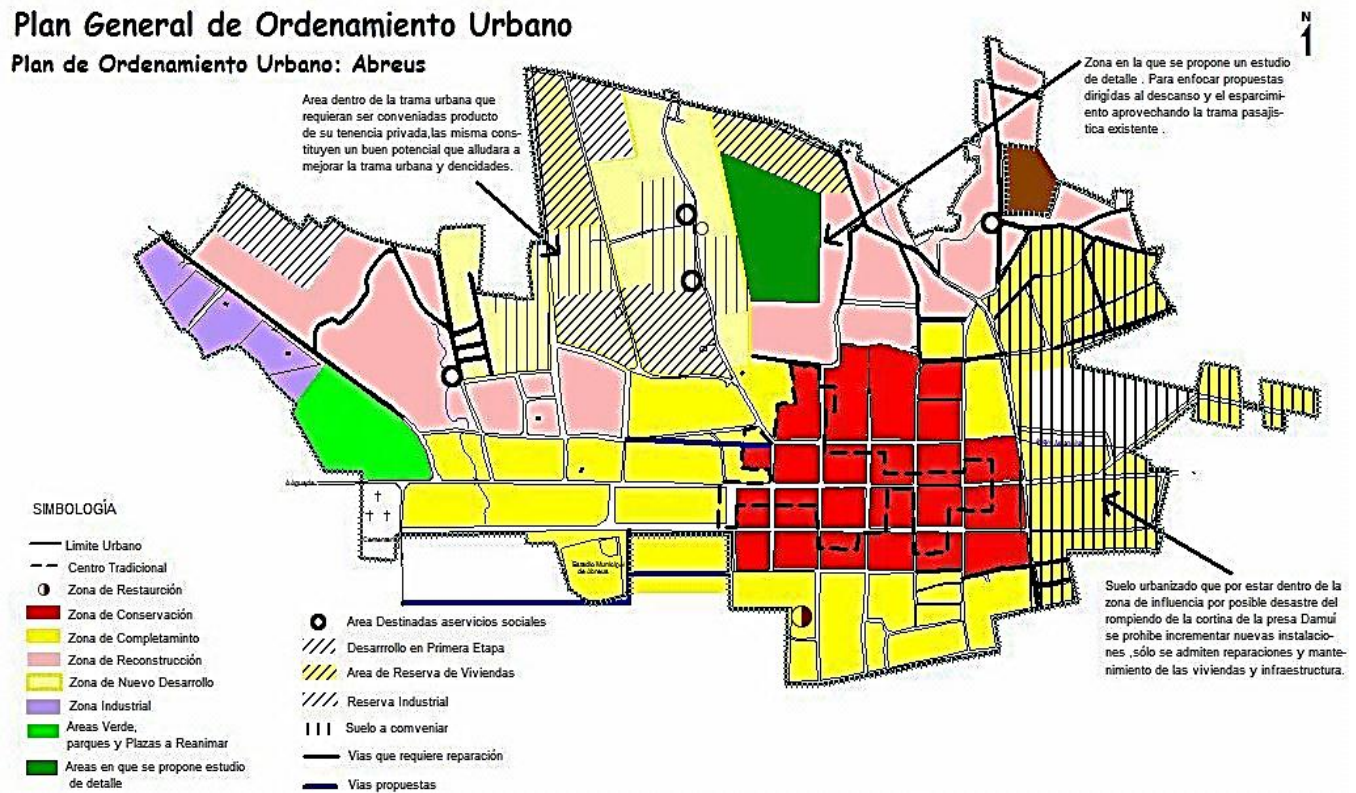 Plan General de Ordenamiento Urbano
Plan de Ordenamiento Urbano: Abreus
N
Area dentro de la trama urbana que
requieran ser conveniadas producto
de su tenencia privada,las misma cons-
tituyen un buen potencial que alludara a
mejorar la trama urbana y dencidades.
Zona en la que se propone un estudio
de detalle . Para enfocar propuestas
dirigidas al descanso y el esparcimi-
ento aprovechando la trama pasajis-
tica existente .
Estadio Municipal
de Abreus
Suelo urbanizado que por estar dentro de la
zona de influencia por posible desastre del
rompiendo de la cortina de la presa Damuí
se prohibe incrementar nuevas instalacio-
nes ,sólo se admiten reparaciones y mante-
nimiento de las viviendas y infraestructura.
SIMBOLOGÍA
Limite Urbano
Centro Tradicional
Zona de Restaurción
Zona de Conservación
Zona de Completaminto
Zona de Reconstrucción
Zona de Nuevo Desarrollo
Zona Industrial
Areas Verde,
parques y Plazas a Reanimar
Areas en que se propone estudio
de detalle
Area Destinadas aservicios sociales
Desarrrollo en Primera Etapa
Area de Reserva de Viviendas
Reserva Industrial
Suelo a comveniar
Vias que requiere reparación
Vias propuestas